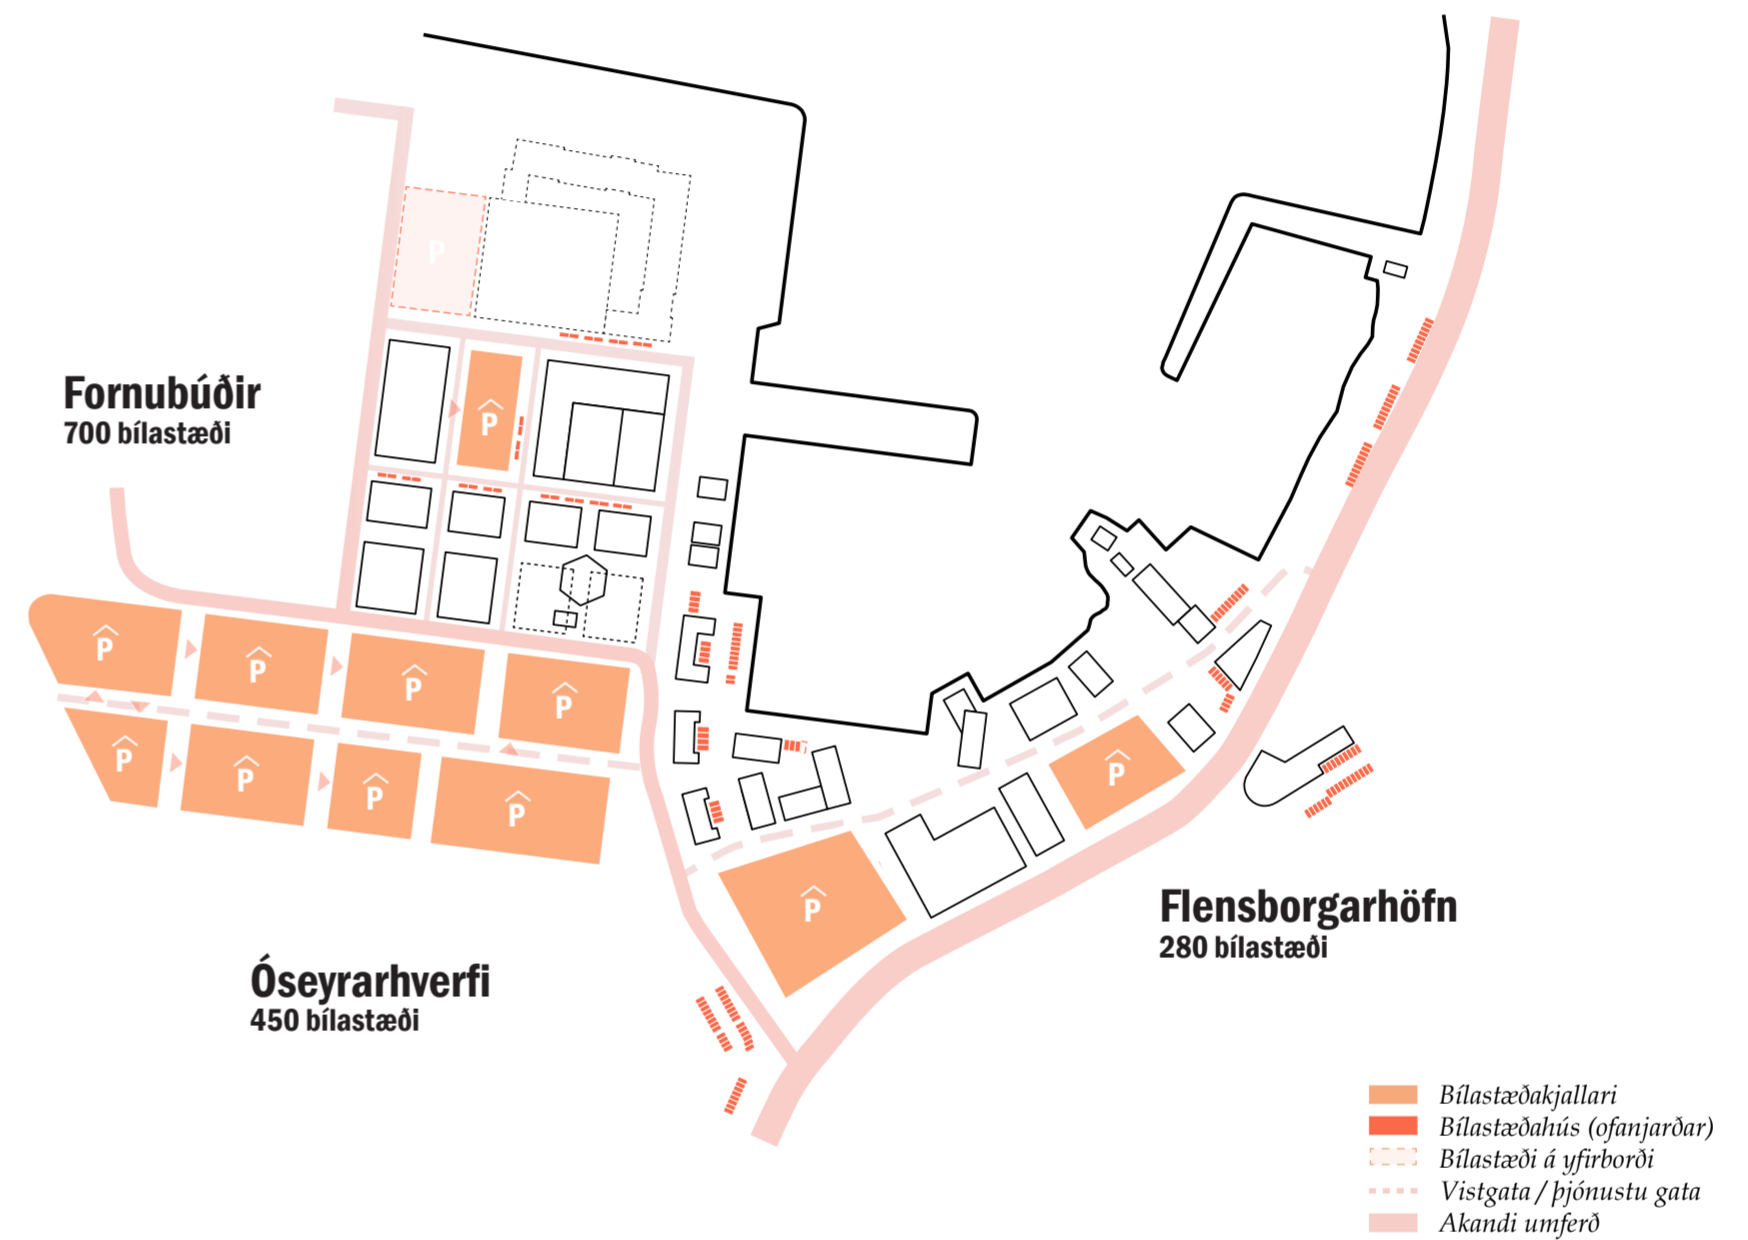 P
Fornubúðir
700 bílastæði
P
P
P
P
P
P
P
P
P
P
P
Flensborgarhöfn
280 bílastæði
Óseyrarhverfi
450 bílastæði
Bílastæðakjallari
Bílastæðahús (ofanjarðar)
Bílastæði á yfirborði
Vistgata / þjónustu gata
Akandi umferð